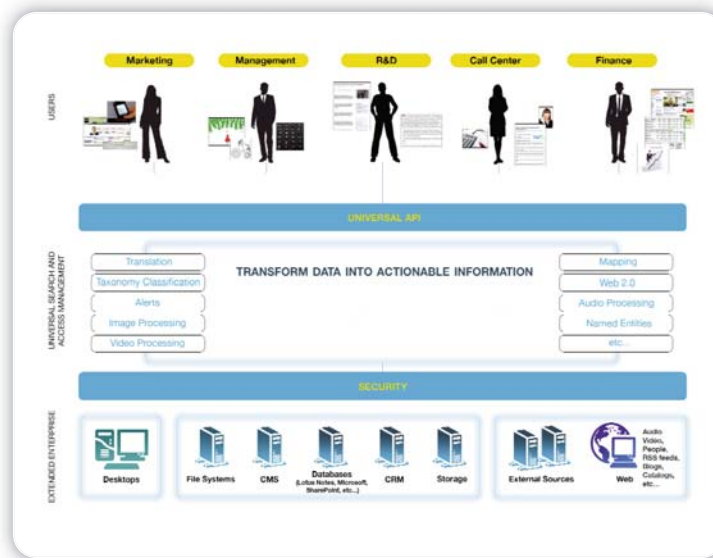 Marketing
Management
R&D
Call Center
Finance
USERS
UNIVERSAL API
UNIVERSAL SEARCH AND
ACCESS MANAGEMENT
Translation
Taxonomy Classification
Alerts
Image Processing
Video Processing
TRANSFORM DATA INTO ACTIONABLE INFORMATION
Mapping
Web 2.0
Audio Processing
Named Entities
etc...
SECURITY
EXTENDED ENTERPRISE
Desktops
File Systems
CMS
Databases
(Lotus Notes, Microsoft,
SharePoint, etc...)
CRM
Storage
External Sources
Web
Audio
Video,
People,
RSS feeds,
Blogs,
Catalogs,
etc...